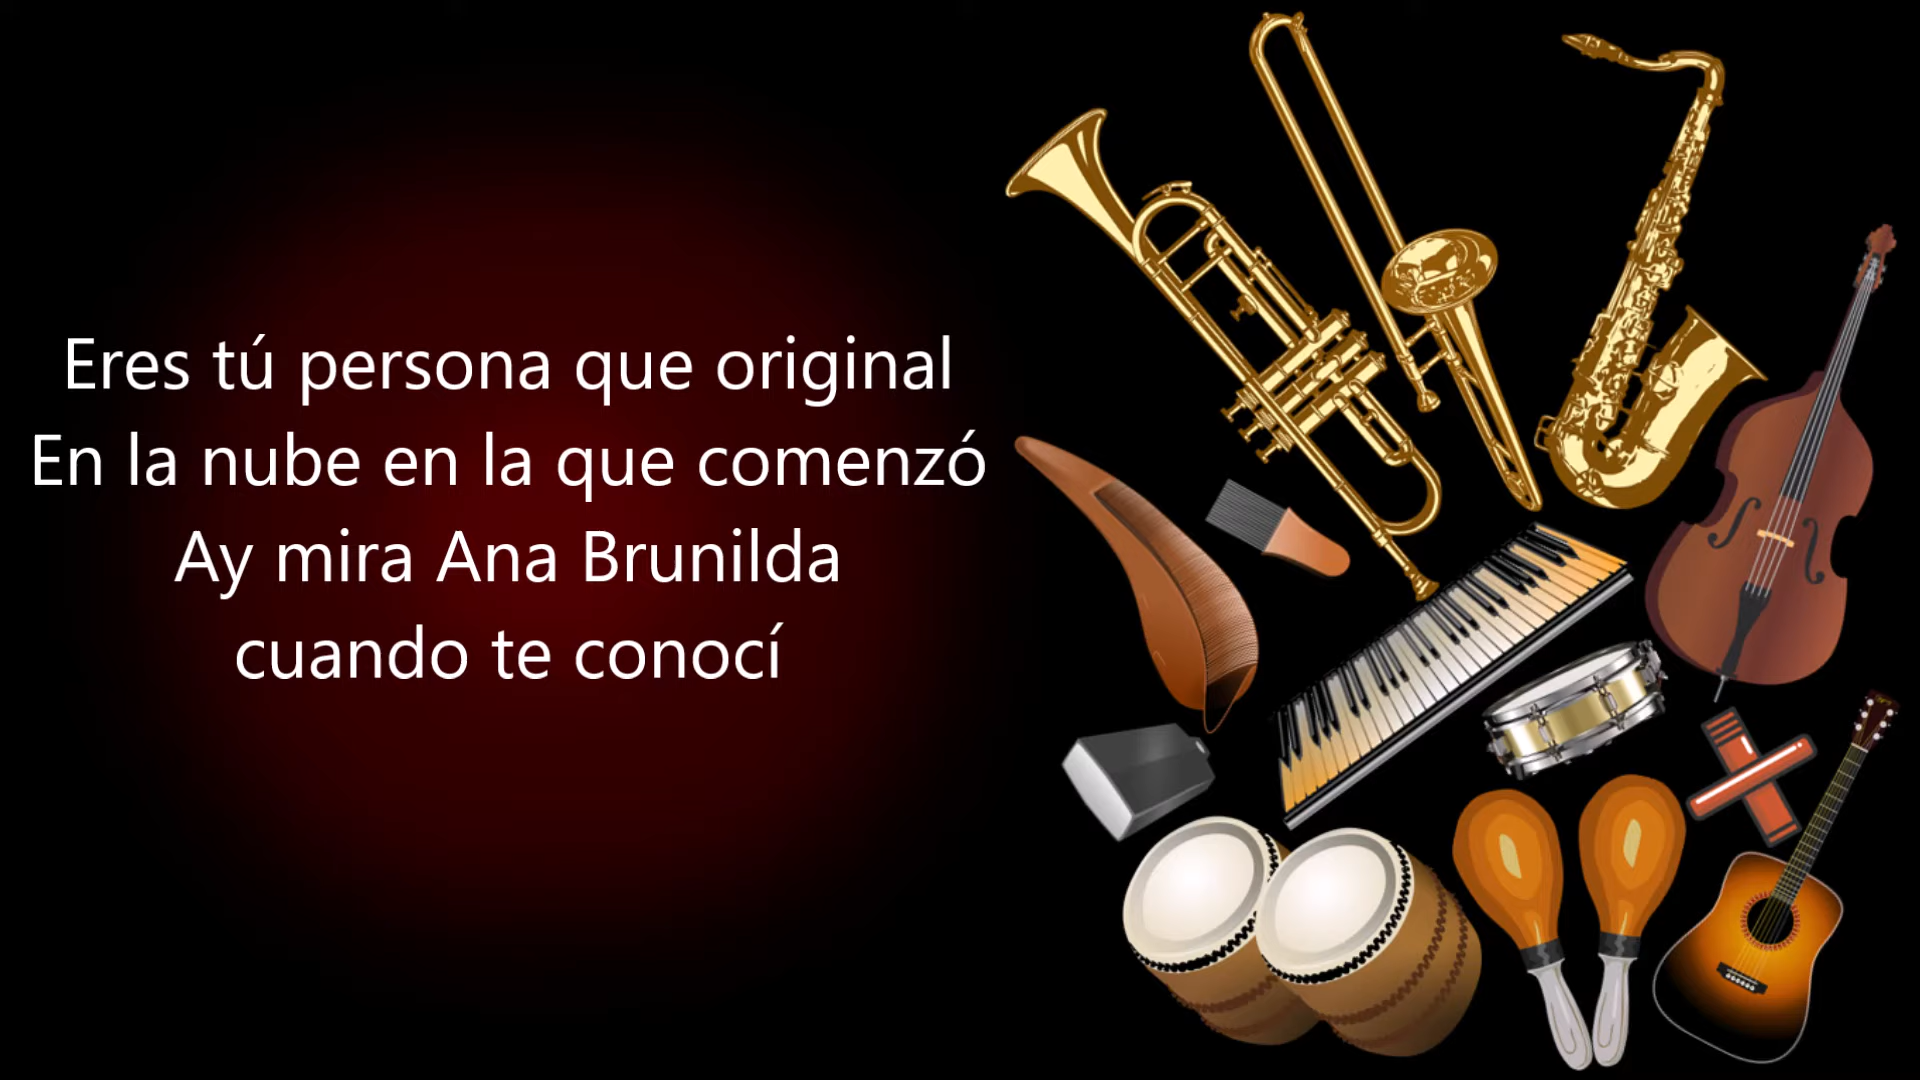 Eres tú persona que original
En la nube en la que comenzó
Ay mira Ana Brunilda
cuando te conocí